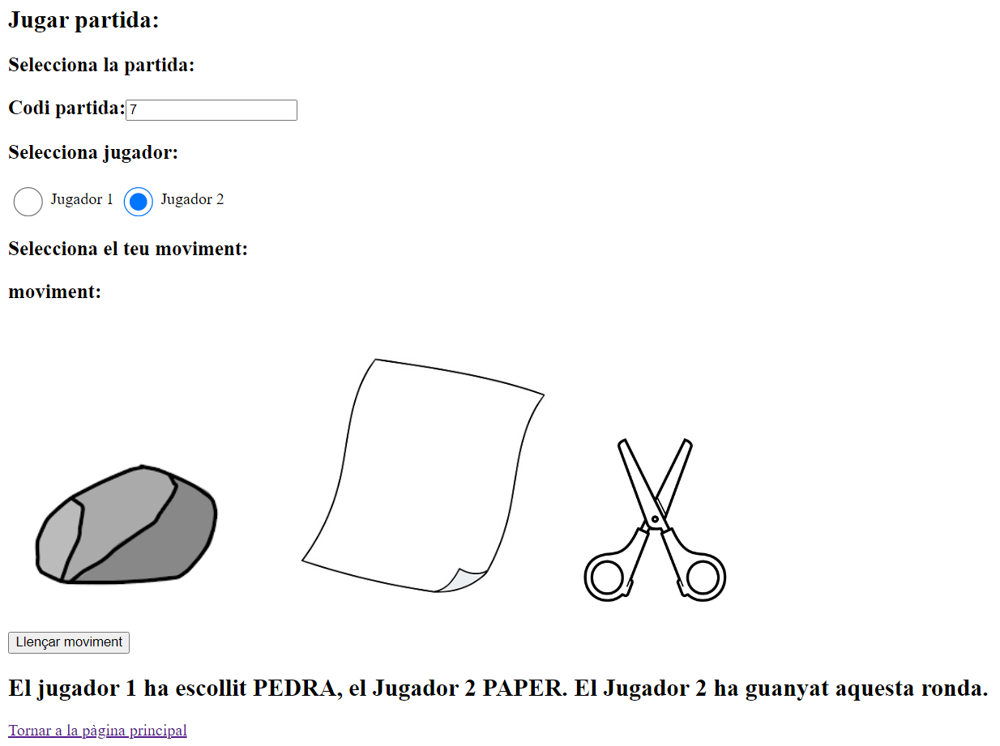 Jugar partida:
Selecciona la partida:
Codi partida: 7
Selecciona jugador:
Jugador 1 Jugador 2
Selecciona el teu moviment:
moviment:
Llençar moviment
El jugador 1 ha escollit PEDRA, el Jugador 2 PAPER. El Jugador 2 ha guanyat aquesta ronda.
Tornar a la pàgina principal